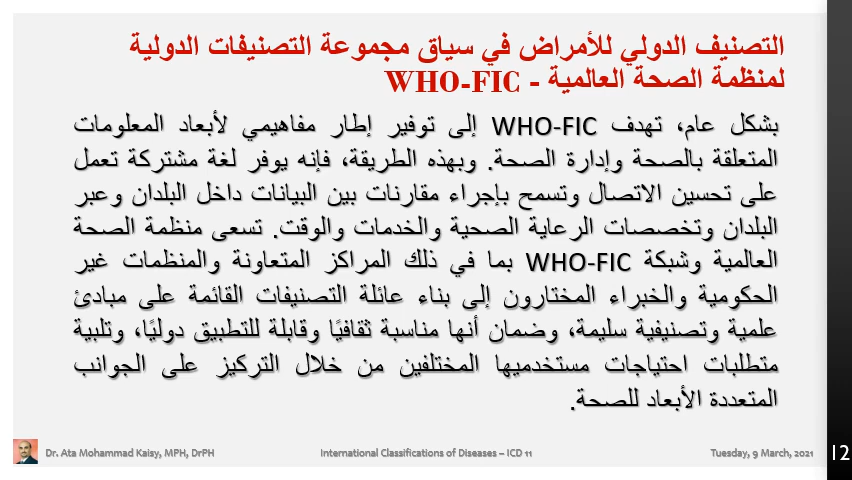 التصنيف الدولي للأمراض في سياق مجموعة التصنيفات الدولية
لمنظمة الصحة العالمية - WHO-FIC
بشكل عام، تهدف WHO-FIC إلى توفير إطار مفاهيمي لأبعاد المعلومات
المتعلقة بالصحة وإدارة الصحة. وبهذه الطريقة، فإنه يوفر لغة مشتركة تعمل
على تحسين الاتصال وتسمح بإجراء مقارنات بين البيانات داخل البلدان وعبر
البلدان وتخصصات الرعاية الصحية والخدمات والوقت. تسعى منظمة الصحة
العالمية وشبكة WHO-FIC بما في ذلك المراكز المتعاونة والمنظمات غير
الحكومية والخبراء المختارون إلى بناء عائلة التصنيفات القائمة على مبادئ
علمية وتصنيفية سليمة، وضمان أنها مناسبة ثقافيًا وقابلة للتطبيق دوليًا، وتلبية
متطلبات احتياجات مستخدميها المختلفين من خلال التركيز على الجوانب
المتعددة الأبعاد للصحة.
Dr. Ata Mohammad Kaisy, MPH, DrPH
International Classifications of Diseases – ICD 11
Tuesday, 9 March, 2021
12